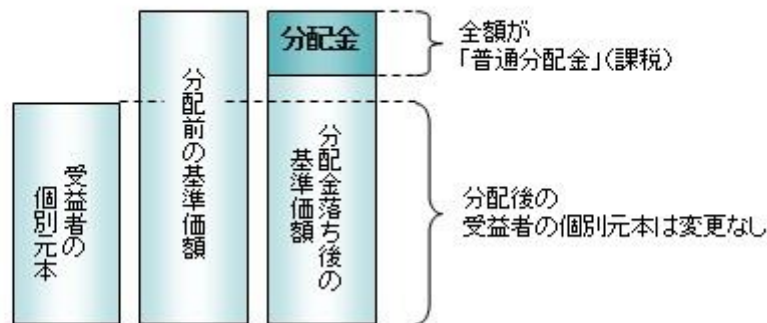 受益者の
個別元本
分配前の基準価額
分配金
分配金落ち後の
基準価額
全額が
「普通分配金」(課税)
分配後の
受益者の個別元本は変更なし